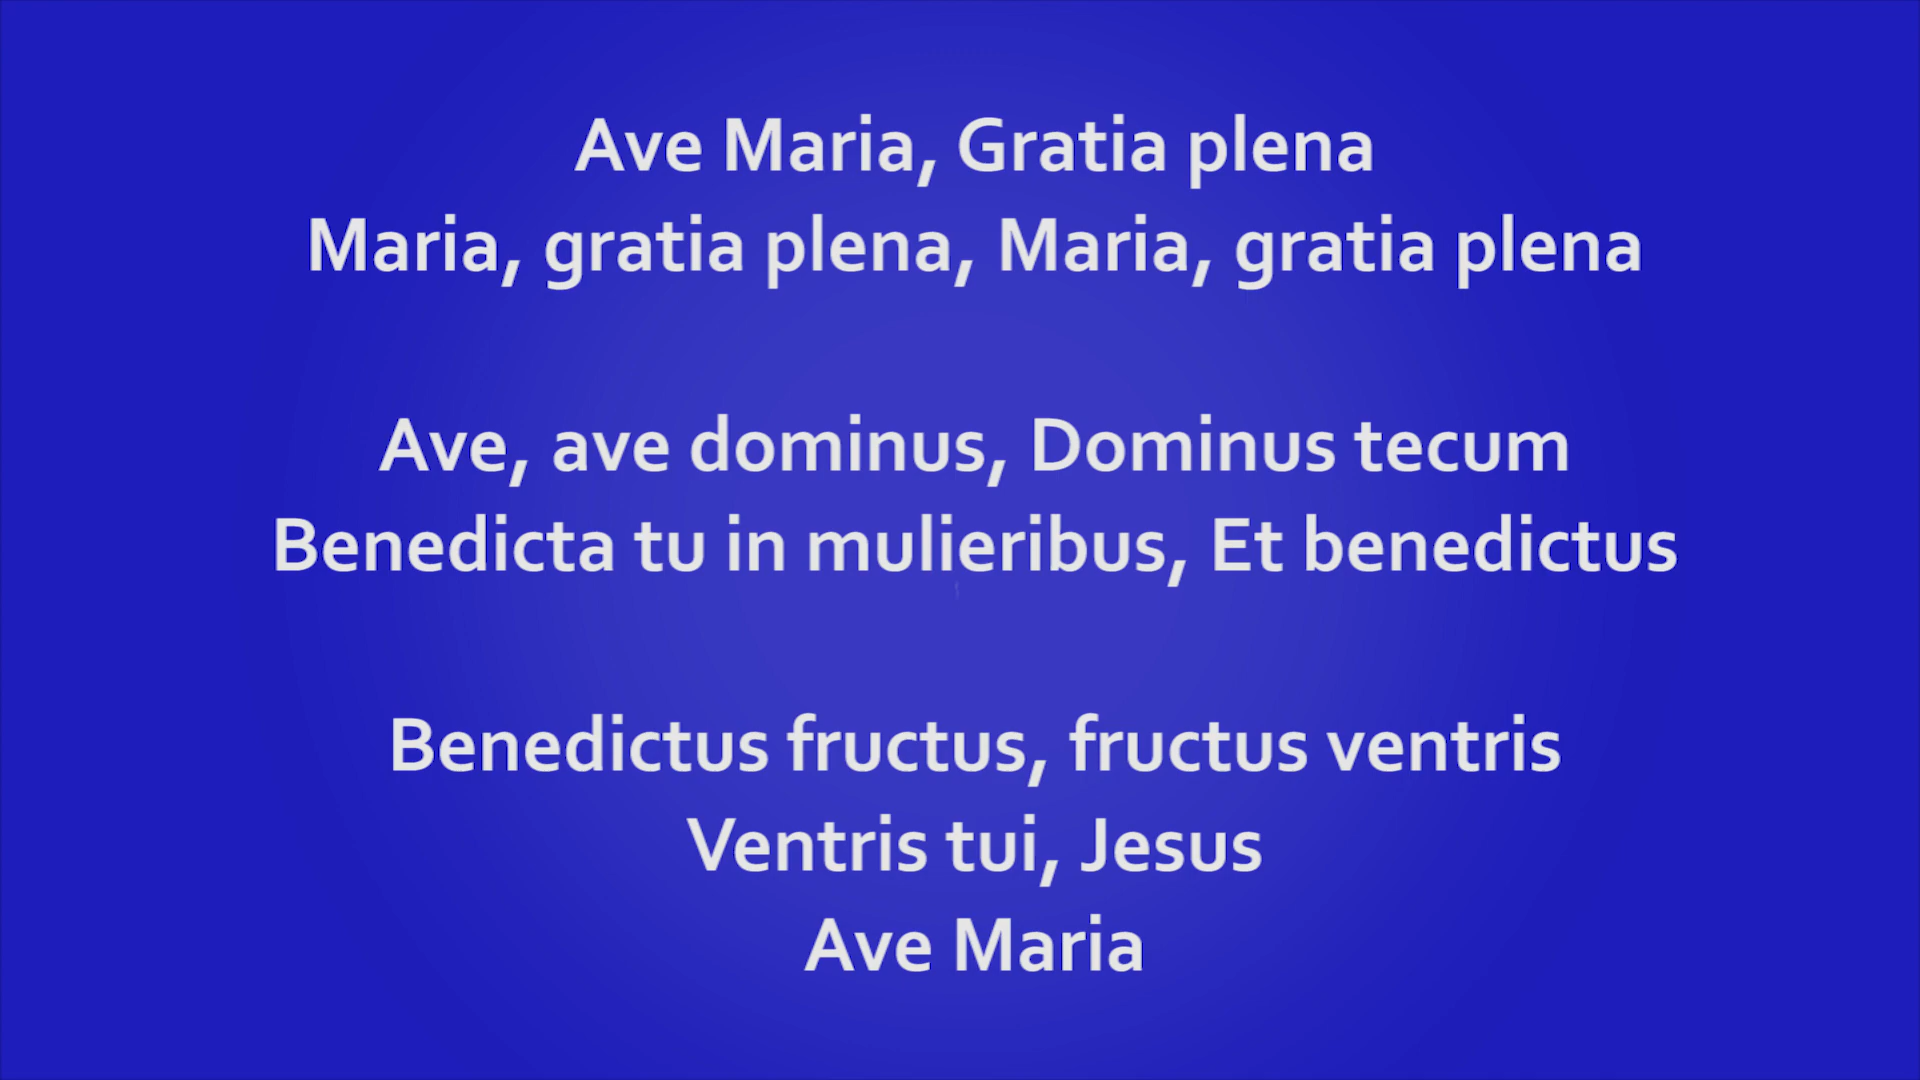 Ave Maria, Gratia plena
Maria, gratia plena, Maria, gratia plena
Ave, ave dominus, Dominus tecum
Benedicta tu in mulieribus, Et benedictus
Benedictus fructus, fructus ventris
Ventris tui, Jesus
Ave Maria